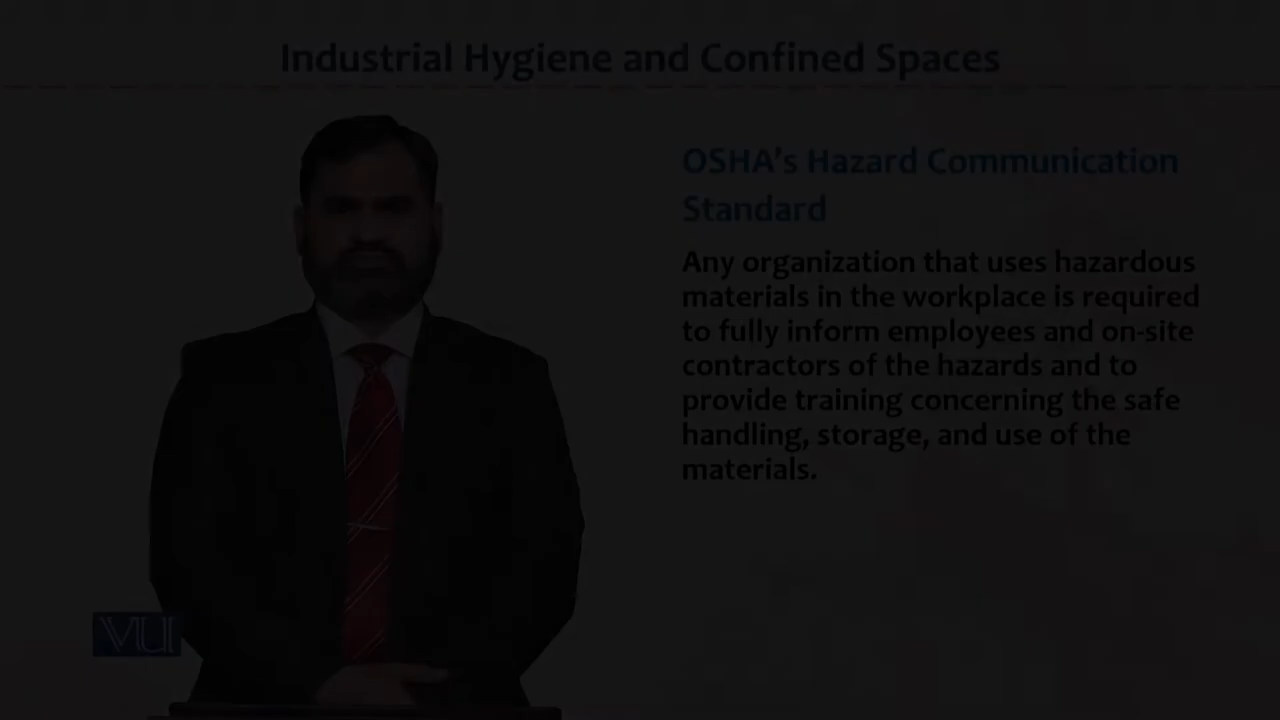 Industrial Hygiene and Confined Spaces
OSHA's Hazard Communication
Standard
Any organization that uses hazardous
materials in the workplace is required
to fully inform employees and on-site
contractors of the hazards and to
provide training concerning the safe
handling, storage, and use of the
materials.
VU